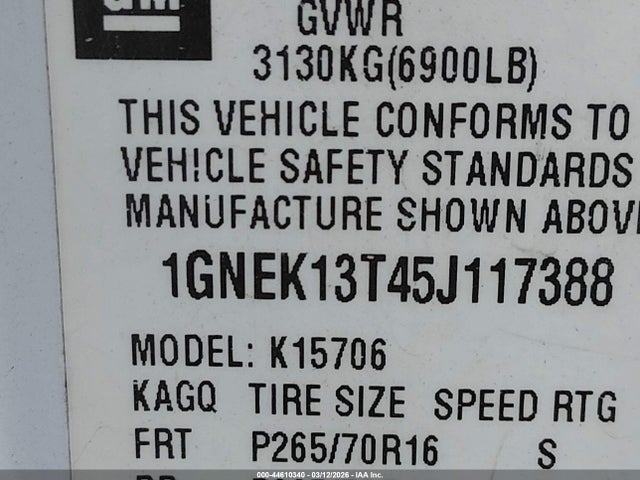 GM
GVWR
3130KG(6900LB)
THIS VEHICLE CONFORMS TO
VEHICLE SAFETY STANDARDS
MANUFACTURE SHOWN ABOV
1GNEK13T45J117388
MODEL: K15706
KAGQ TIRE SIZE SPEED RTG
FRT P265/70R16 S
000-44610340 - 03/12/2026 - IAA Inc.